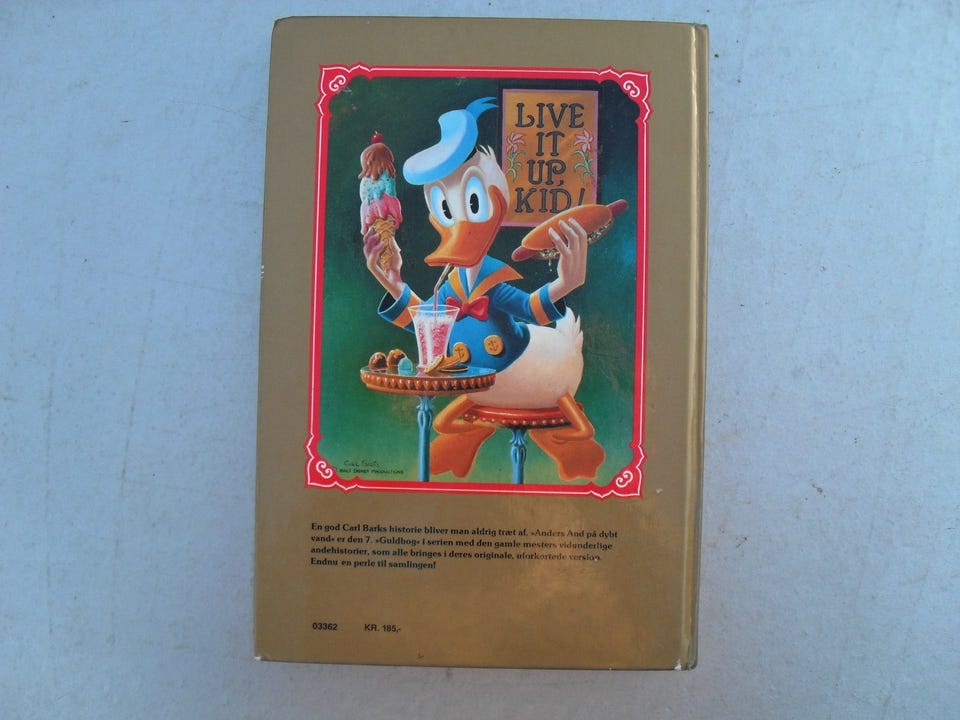 LIVE
IT
UP,
KID!
WALT DISNEY PRODUCTIONS
En god Carl Barks historie bliver man aldrig træt af. »Anders And på dybt
vand« er den 7. »Guldbog« i serien med den gamle mesters vidunderlige
andehistorier, som alle bringes i deres originale, uforkortede version.
Endnu en perle til samlingen!
03362 KR. 185,-